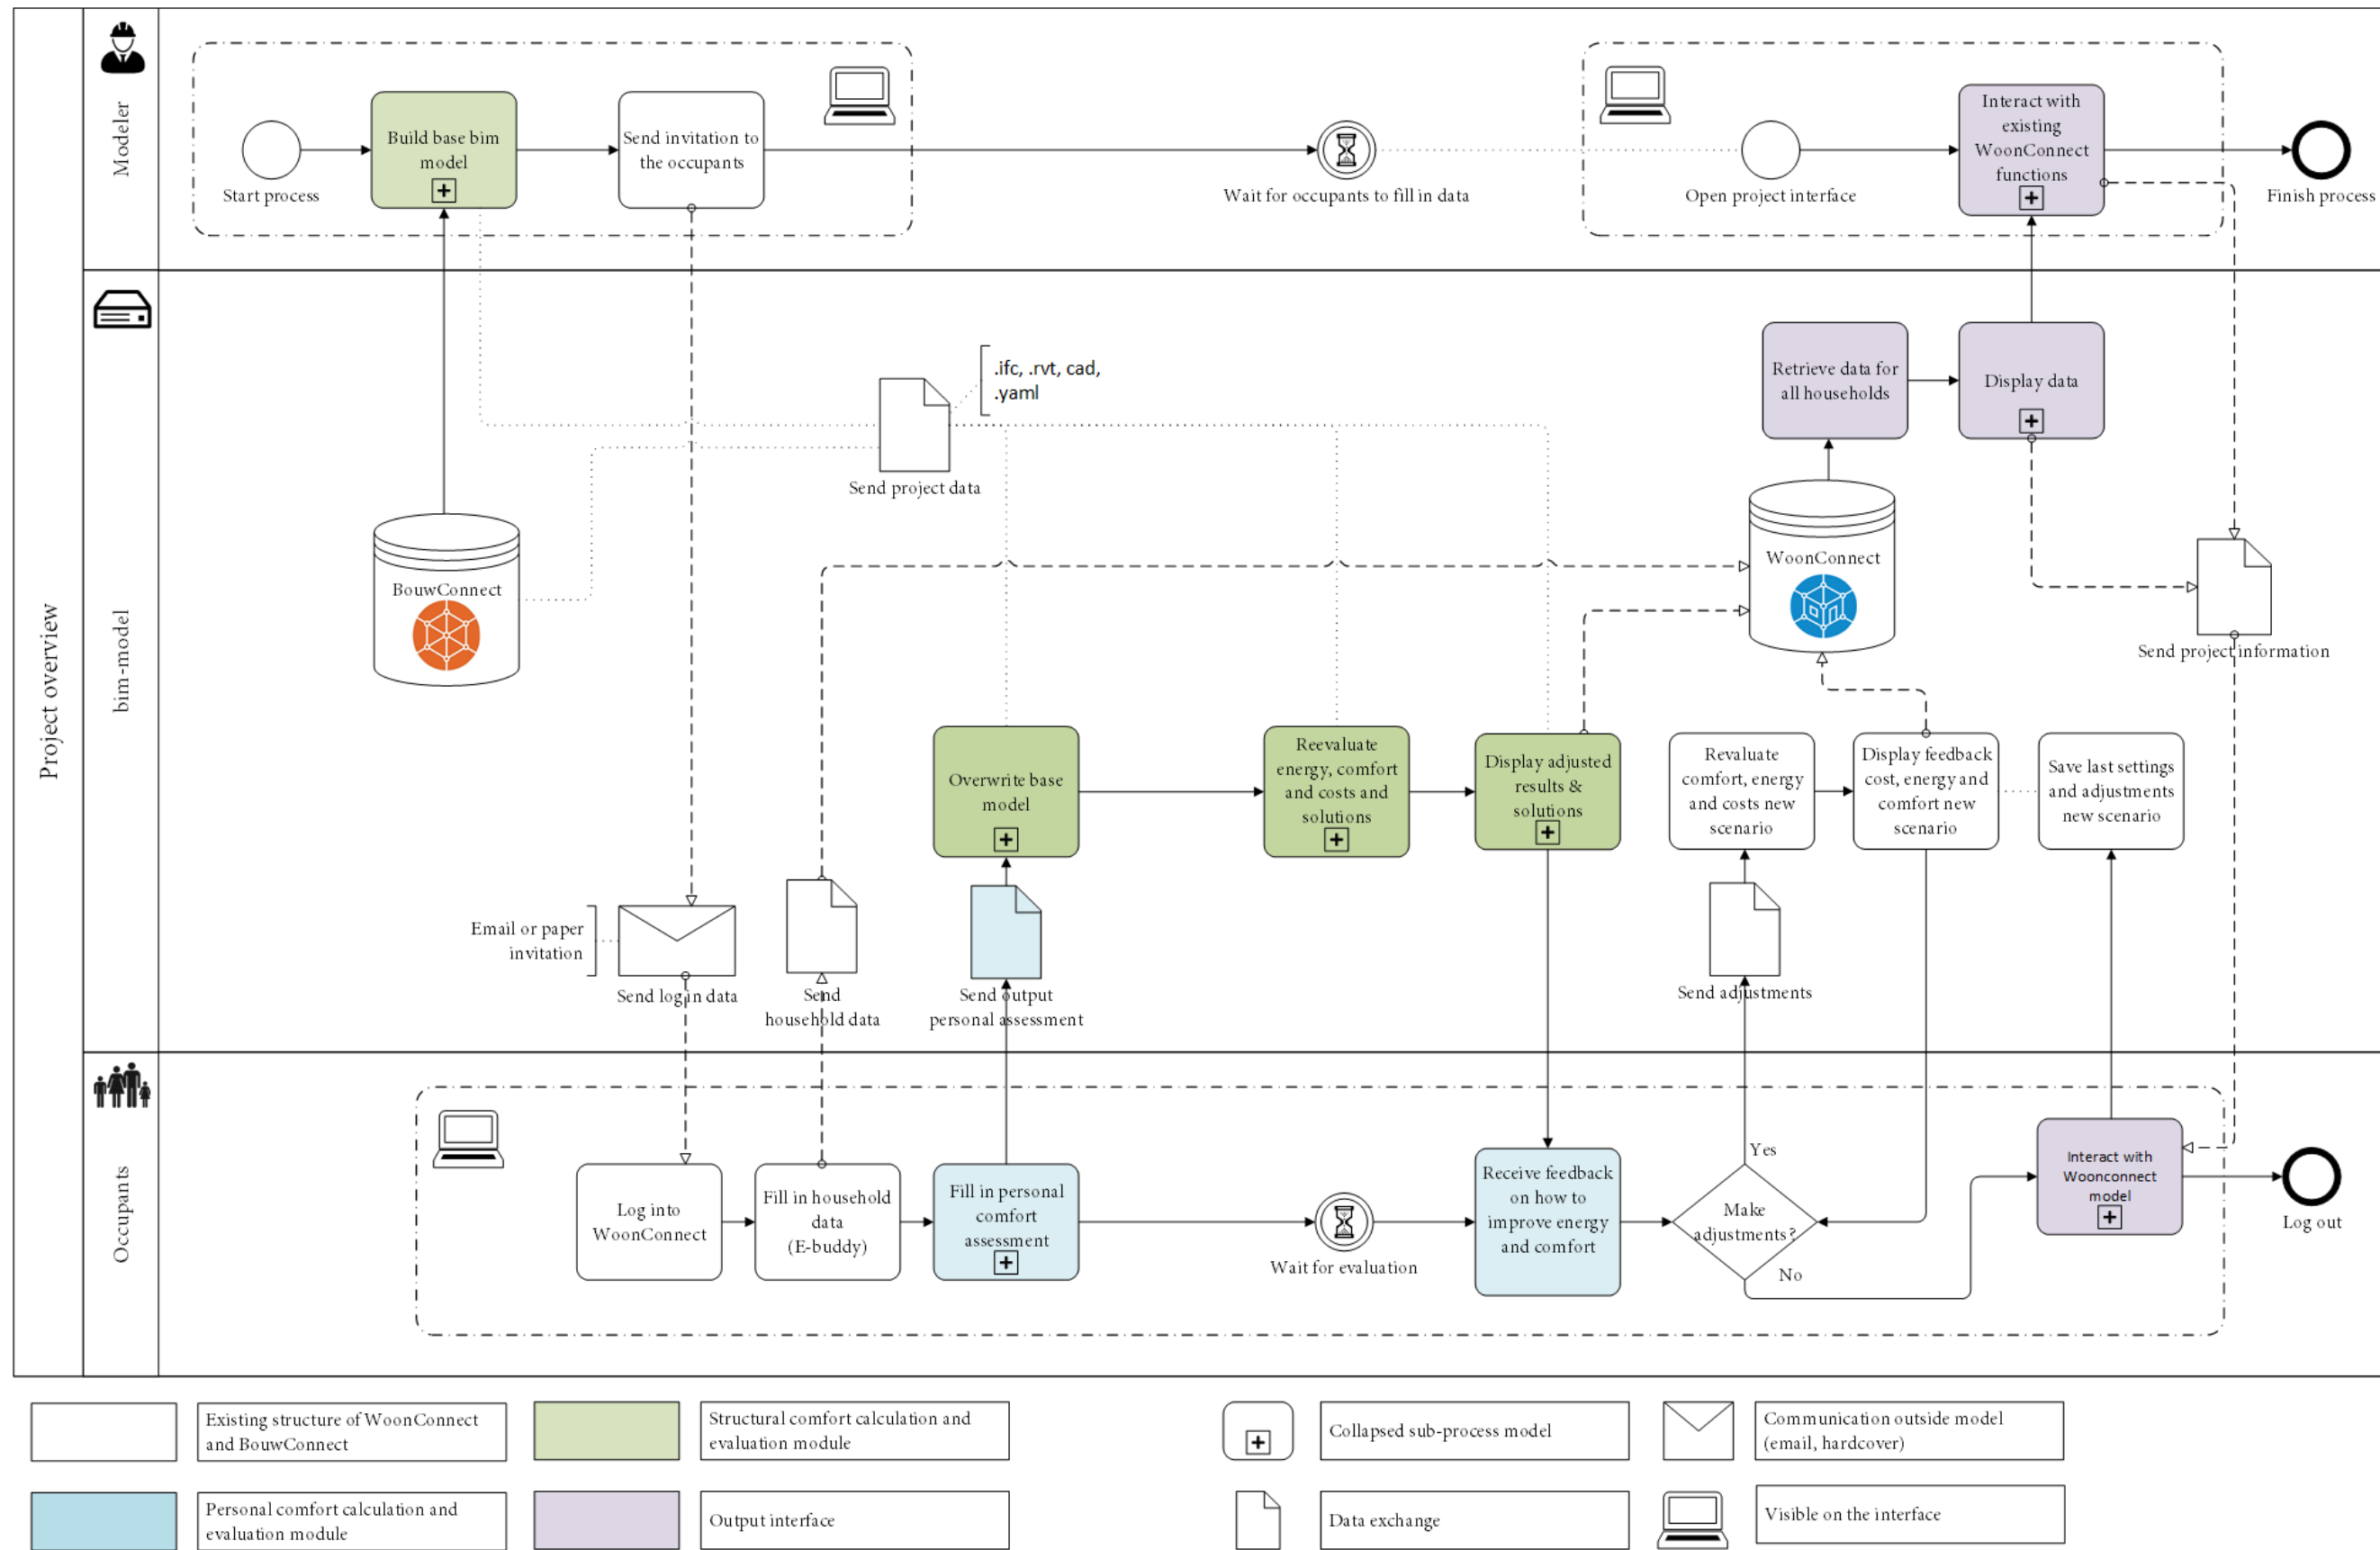 Project overview
Modeler
Start process
Build base bim
model
Send invitation to
the occupants
Wait for occupants to fill in data
Open project interface
Interact with
existing
WoonConnect
functions
Finish process
bim-model
.ifc, .rvt, cad,
.yaml
Send project data
Retrieve data for
all households
Display data
BouwConnect
WoonConnect
Send project information
Overwrite base
model
Reevaluate
energy, comfort
and costs and
solutions
Display adjusted
results &
solutions
Revaluate
comfort, energy
and costs new
scenario
Display feedback
cost, energy and
comfort new
scenario
Save last settings
and adjustments
new scenario
Email or paper
invitation
Send log in data
Send
household data
Send output
personal assessment
Send adjustments
Occupants
Log into
WoonConnect
Fill in household
data
(E-buddy)
Fill in personal
comfort
assessment
Wait for evaluation
Receive feedback
on how to
improve energy
and comfort
Yes
Make
adjustments?
No
Interact with
Woonconnect
model
Log out
Existing structure of WoonConnect
and BouwConnect
Structural comfort calculation and
evaluation module
Collapsed sub-process model
Communication outside model
(email, hardcover)
Personal comfort calculation and
evaluation module
Output interface
Data exchange
Visible on the interface